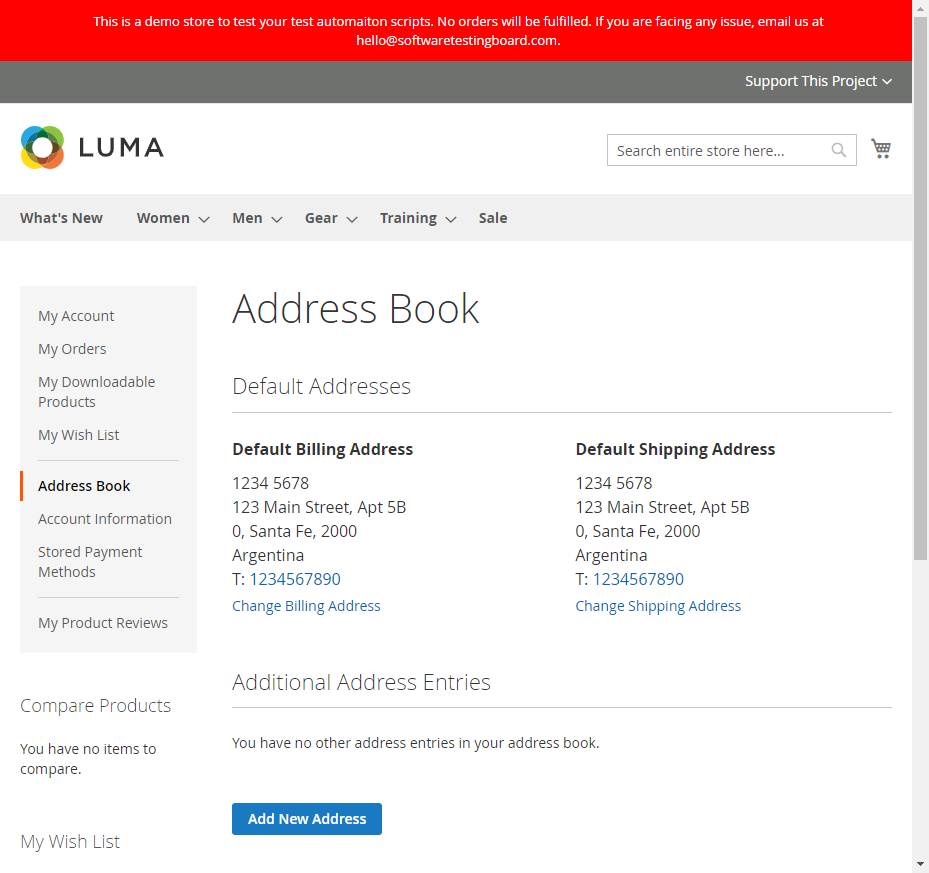 This is a demo store to test your test automaiton scripts. No orders will be fulfilled. If you are facing any issue, email us at
hello@softwaretestingboard.com.
Support This Project
LUMA
Search entire store here...
What's New Women Men Gear Training Sale
My Account
My Orders
My Downloadable
Products
My Wish List
Address Book
Account Information
Stored Payment
Methods
My Product Reviews
Compare Products
You have no items to
compare.
My Wish List
Address Book
Default Addresses
Default Billing Address
1234 5678
123 Main Street, Apt 5B
0, Santa Fe, 2000
Argentina
T: 1234567890
Change Billing Address
Default Shipping Address
1234 5678
123 Main Street, Apt 5B
0, Santa Fe, 2000
Argentina
T: 1234567890
Change Shipping Address
Additional Address Entries
You have no other address entries in your address book.
Add New Address